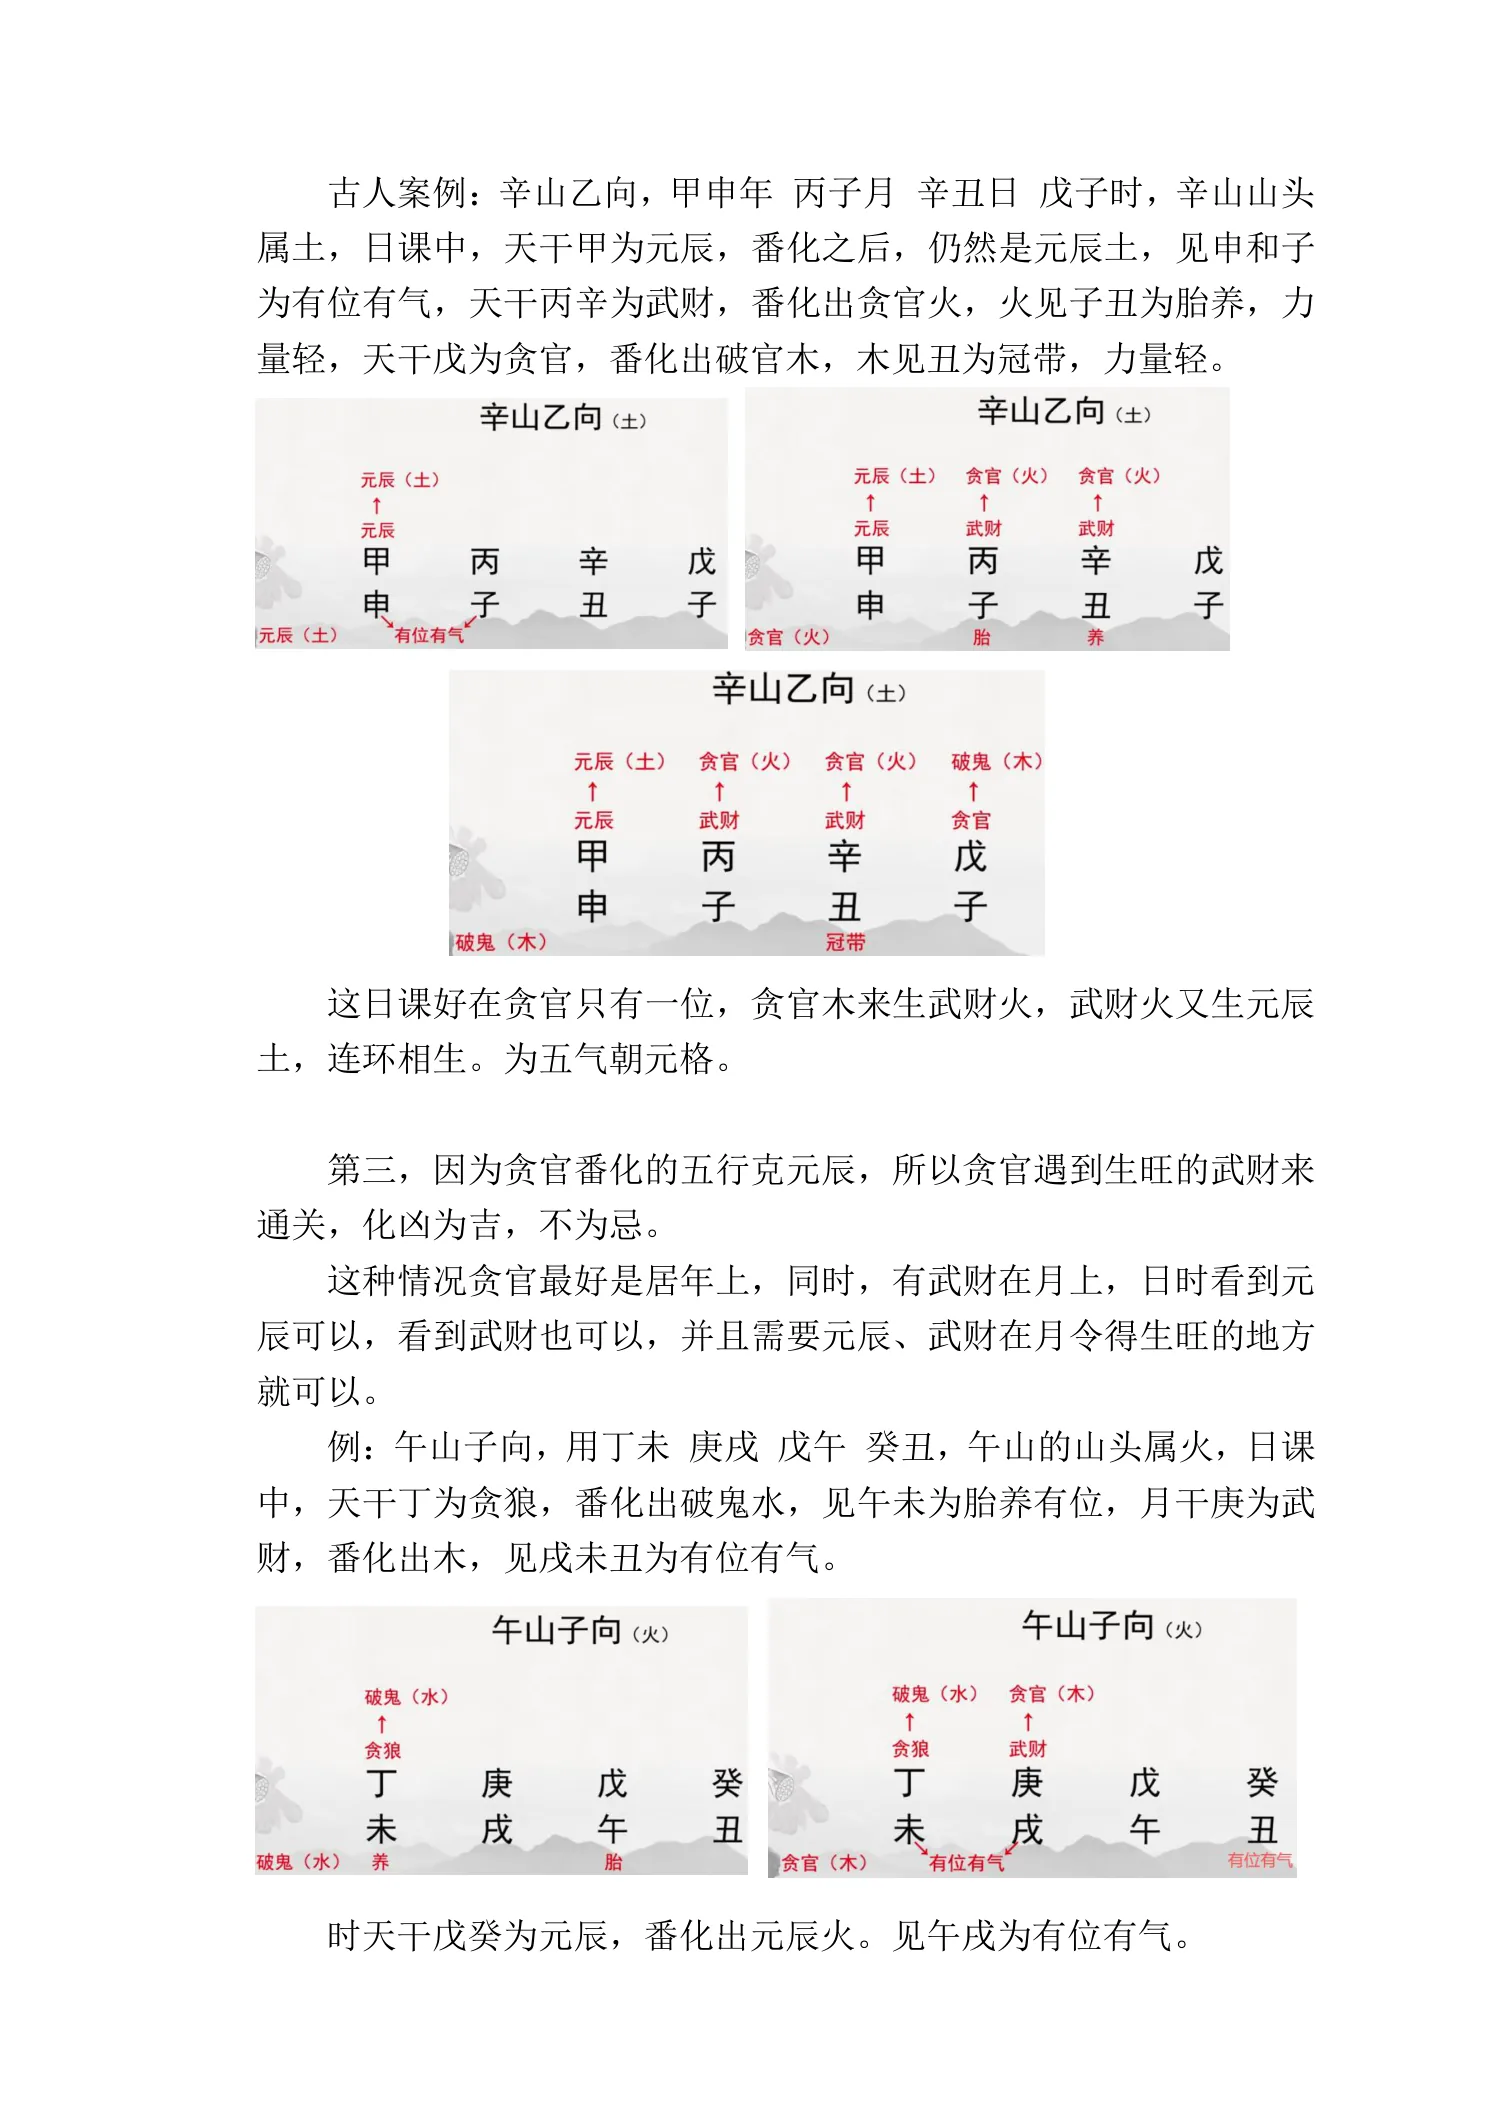 古人案例：辛山乙向，甲申年 丙子月 辛丑日 戊子时，辛山山头
属土，日课中，天干甲为元辰，番化之后，仍然是元辰土，见申和子
为有位有气，天干丙辛为武财，番化出贪官火，火见子丑为胎养，力
量轻，天干戊为贪官，番化出破官木，木见丑为冠带，力量轻。
辛山乙向（土）
元辰（土）
↑
元辰
甲 丙 辛 戊
申 子 丑 子
元辰（土） 有位有气
辛山乙向（土）
元辰（土） 贪官（火） 贪官（火）
↑ ↑ ↑
元辰 武财 武财
甲 丙 辛 戊
申 子 丑 子
贪官（火） 胎 养
辛山乙向（土）
元辰（土） 贪官（火） 贪官（火） 破鬼（木）
↑ ↑ ↑ ↑
元辰 武财 武财 贪官
甲 丙 辛 戊
申 子 丑 子
破鬼（木） 冠带
这日课好在贪官只有一位，贪官木来生武财火，武财火又生元辰
土，连环相生。为五气朝元格。
第三，因为贪官番化的五行克元辰，所以贪官遇到生旺的武财来
通关，化凶为吉，不为忌。
这种情况贪官最好是居年上，同时，有武财在月上，日时看到元
辰可以，看到武财也可以，并且需要元辰、武财在月令得生旺的地方
就可以。
例：午山子向，用丁未 庚戌 戊午 癸丑，午山的山头属火，日课
中，天干丁为贪狼，番化出破鬼水，见午未为胎养有位，月干庚为武
财，番化出木，见戌未丑为有位有气。
午山子向（火）
破鬼（水）
↑
贪狼
丁 庚 戊 癸
未 戌 午 丑
破鬼（水） 养 胎
午山子向（火）
破鬼（水） 贪官（木）
↑ ↑
贪狼 武财
丁 庚 戊 癸
未 戌 午 丑
贪官（木） 有位有气 有位有气
时天干戊癸为元辰，番化出元辰火。见午戌为有位有气。